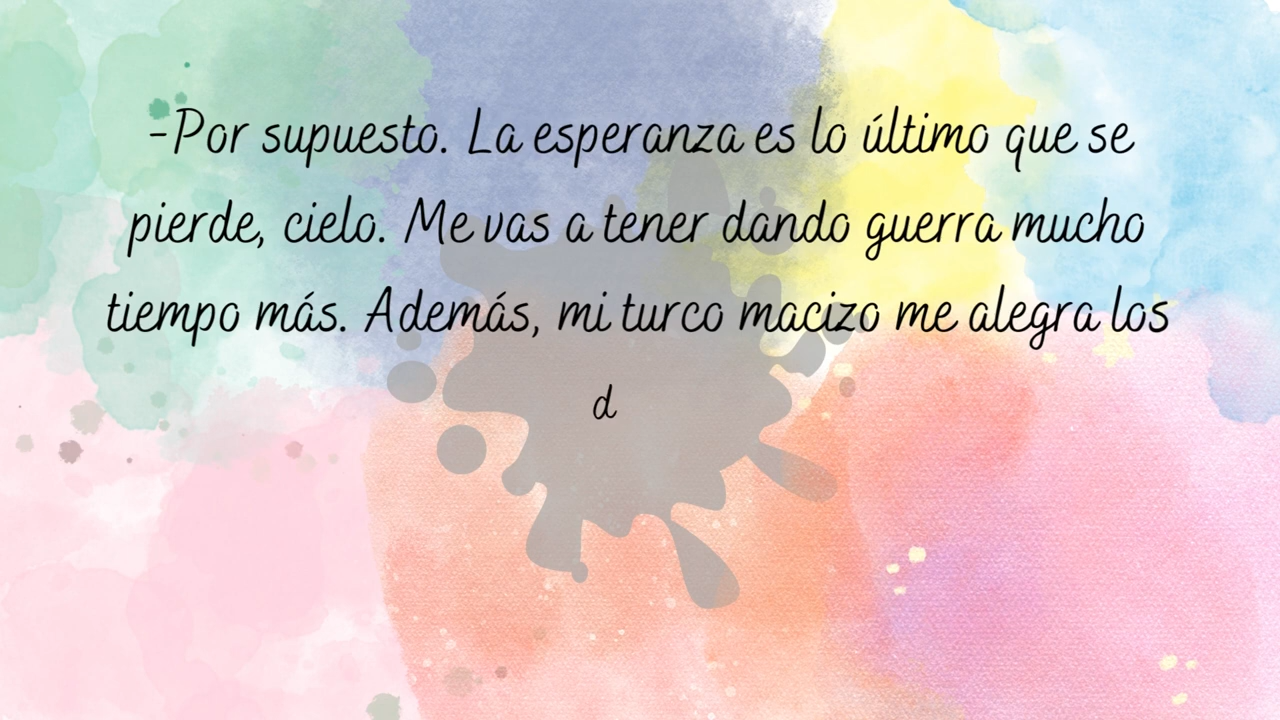 -Por supuesto. La esperanza es lo último que se
pierde, cielo. Me vas a tener dando guerra mucho
tiempo más. Además, mi turco macizo me alegra los
d